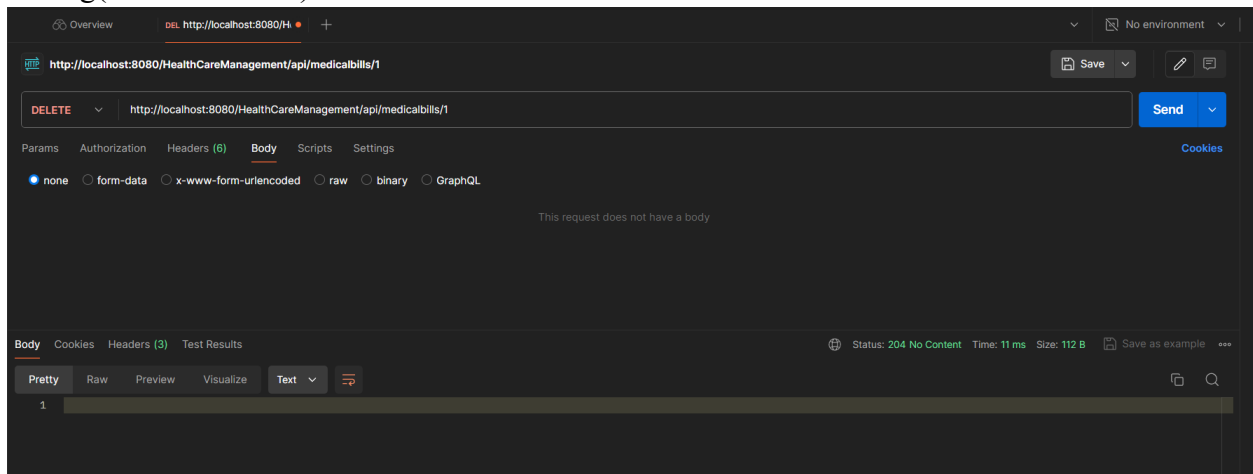 Overview DEL http://localhost:8080/H No environment
HTTP http://localhost:8080/HealthCareManagement/api/medicalbills/1 Save
DELETE http://localhost:8080/HealthCareManagement/api/medicalbills/1 Send
Params Authorization Headers (6) Body Scripts Settings Cookies
none form-data x-www-form-urlencoded raw binary GraphQL
This request does not have a body
Body Cookies Headers (3) Test Results Status: 204 No Content Time: 11 ms Size: 112 B Save as example
Pretty Raw Preview Visualize Text
1